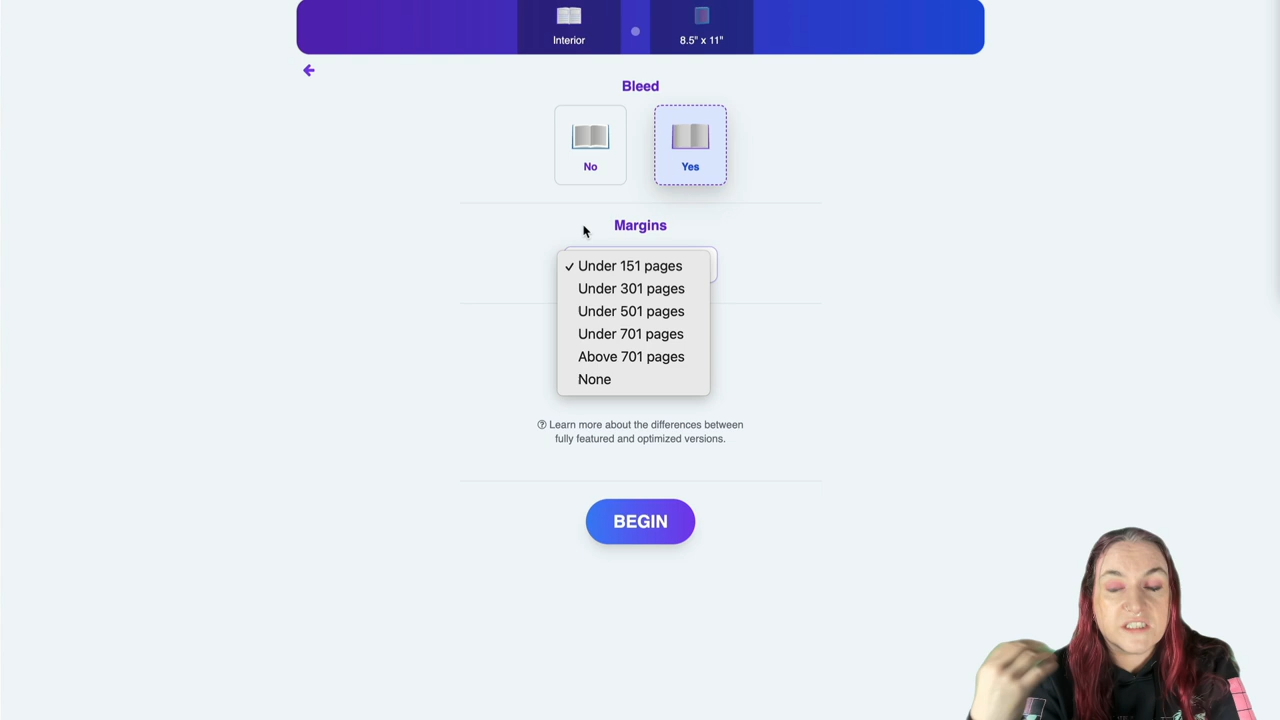 Interior
8.5" x 11"
Bleed
No
Yes
Margins
✓ Under 151 pages
Under 301 pages
Under 501 pages
Under 701 pages
Above 701 pages
None
Learn more about the differences between
fully featured and optimized versions.
BEGIN